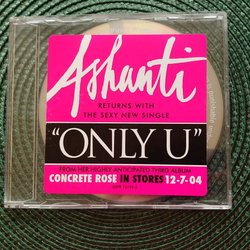 Ashanti
RETURNS WITH
THE SEXY NEW SINGLE
"ONLY U"
FROM HER HIGHLY ANTICIPATED THIRD ALBUM
CONCRETE ROSE IN STORES 12-7-04